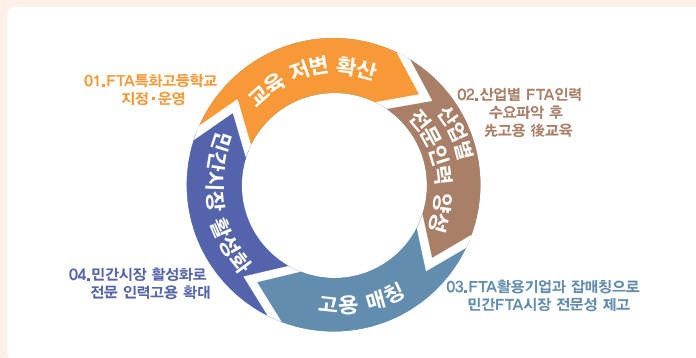 교육 저변 확산
01.FTA특화고등학교
지정·운영
02.산업별 FTA인력
수요파악 후
先고용 後교육
산업별
전문인력 양성
03.FTA활용기업과 잡매칭으로
민간FTA시장 전문성 제고
고용 매칭
04.민간시장 활성화로
전문 인력고용 확대
민간시장 활성화